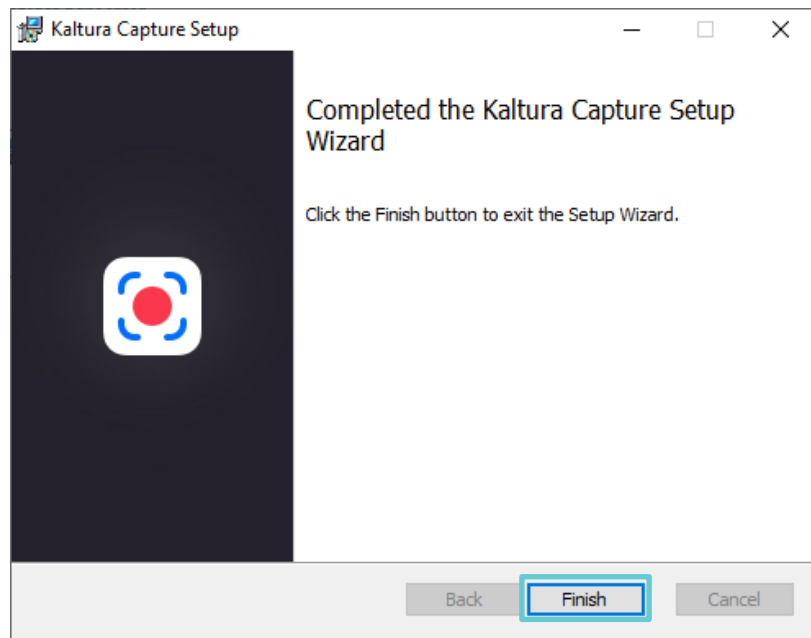 Kaltura Capture Setup
Completed the Kaltura Capture Setup
Wizard
Click the Finish button to exit the Setup Wizard.
Back
Finish
Cancel